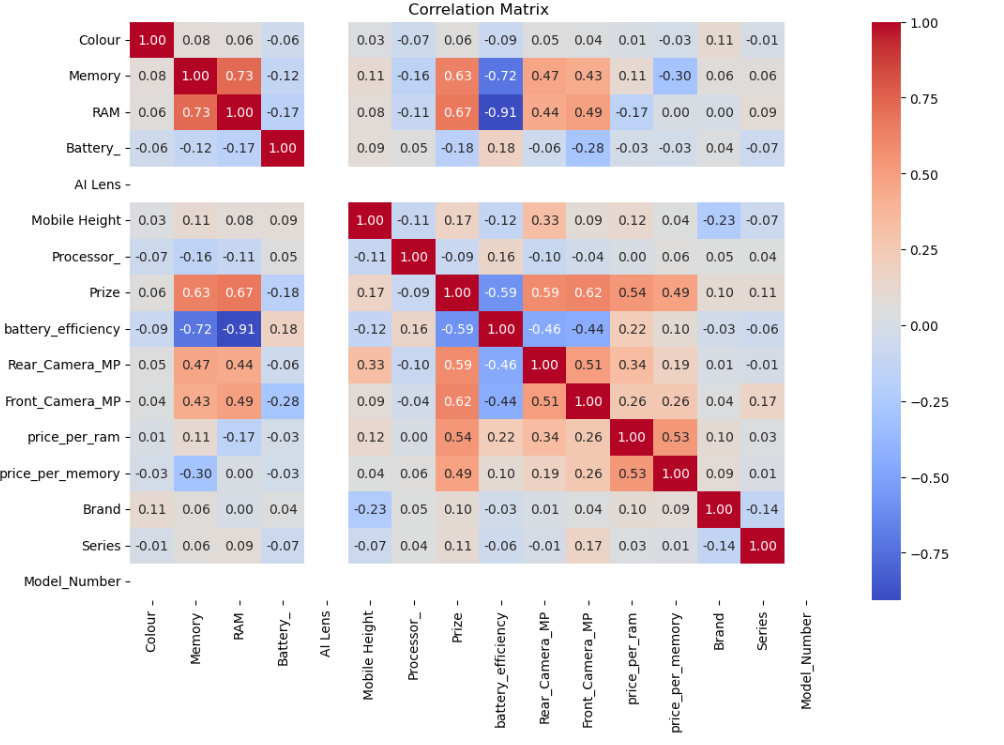 Correlation Matrix
Colour 1.00 0.08 0.06 -0.06 0.03 -0.07 0.06 -0.09 0.05 0.04 0.01 -0.03 0.11 -0.01
Memory 0.08 1.00 0.73 -0.12 0.11 -0.16 0.63 -0.72 0.47 0.43 0.11 -0.30 0.06 0.06
RAM 0.06 0.73 1.00 -0.17 0.08 -0.11 0.67 -0.91 0.44 0.49 -0.17 0.00 0.00 0.09
Battery_ -0.06 -0.12 -0.17 1.00 0.09 0.05 -0.18 0.18 -0.06 -0.28 -0.03 -0.03 0.04 -0.07
AI Lens
Mobile Height 0.03 0.11 0.08 0.09 1.00 -0.11 0.17 -0.12 0.33 0.09 0.12 0.04 -0.23 -0.07
Processor_ -0.07 -0.16 -0.11 0.05 -0.11 1.00 -0.09 0.16 -0.10 -0.04 0.00 0.06 0.05 0.04
Prize 0.06 0.63 0.67 -0.18 0.17 -0.09 1.00 -0.59 0.59 0.62 0.54 0.49 0.10 0.11
battery_efficiency -0.09 -0.72 -0.91 0.18 -0.12 0.16 -0.59 1.00 -0.46 -0.44 0.22 0.10 -0.03 -0.06
Rear_Camera_MP 0.05 0.47 0.44 -0.06 0.33 -0.10 0.59 -0.46 1.00 0.51 0.34 0.19 0.01 -0.01
Front_Camera_MP 0.04 0.43 0.49 -0.28 0.09 -0.04 0.62 -0.44 0.51 1.00 0.26 0.26 0.04 0.17
price_per_ram 0.01 0.11 -0.17 -0.03 0.12 0.00 0.54 0.22 0.34 0.26 1.00 0.53 0.10 0.03
price_per_memory -0.03 -0.30 0.00 -0.03 0.04 0.06 0.49 0.10 0.19 0.26 0.53 1.00 0.09 0.01
Brand 0.11 0.06 0.00 0.04 -0.23 0.05 0.10 -0.03 0.01 0.04 0.10 0.09 1.00 -0.14
Series -0.01 0.06 0.09 -0.07 -0.07 0.04 0.11 -0.06 -0.01 0.17 0.03 0.01 -0.14 1.00
Model_Number
Colour
Memory
RAM
Battery_
AI Lens
Mobile Height
Processor_
Prize
battery_efficiency
Rear_Camera_MP
Front_Camera_MP
price_per_ram
price_per_memory
Brand
Series
Model_Number
1.00
0.75
0.50
0.25
0.00
−0.25
−0.50
−0.75